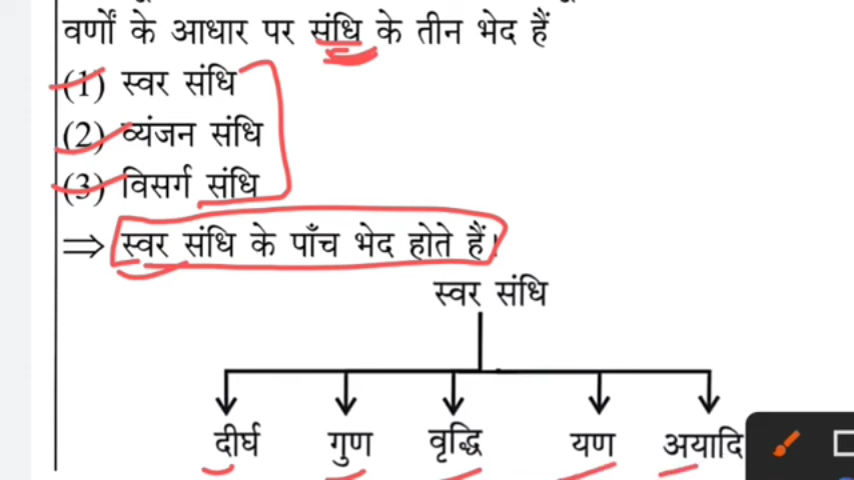 वर्णों के आधार पर संधि के तीन भेद हैं
(1) स्वर संधि
(2) व्यंजन संधि
(3) विसर्ग संधि
⇒ स्वर संधि के पाँच भेद होते हैं।
स्वर संधि
दीर्घ गुण वृद्धि यण अयादि